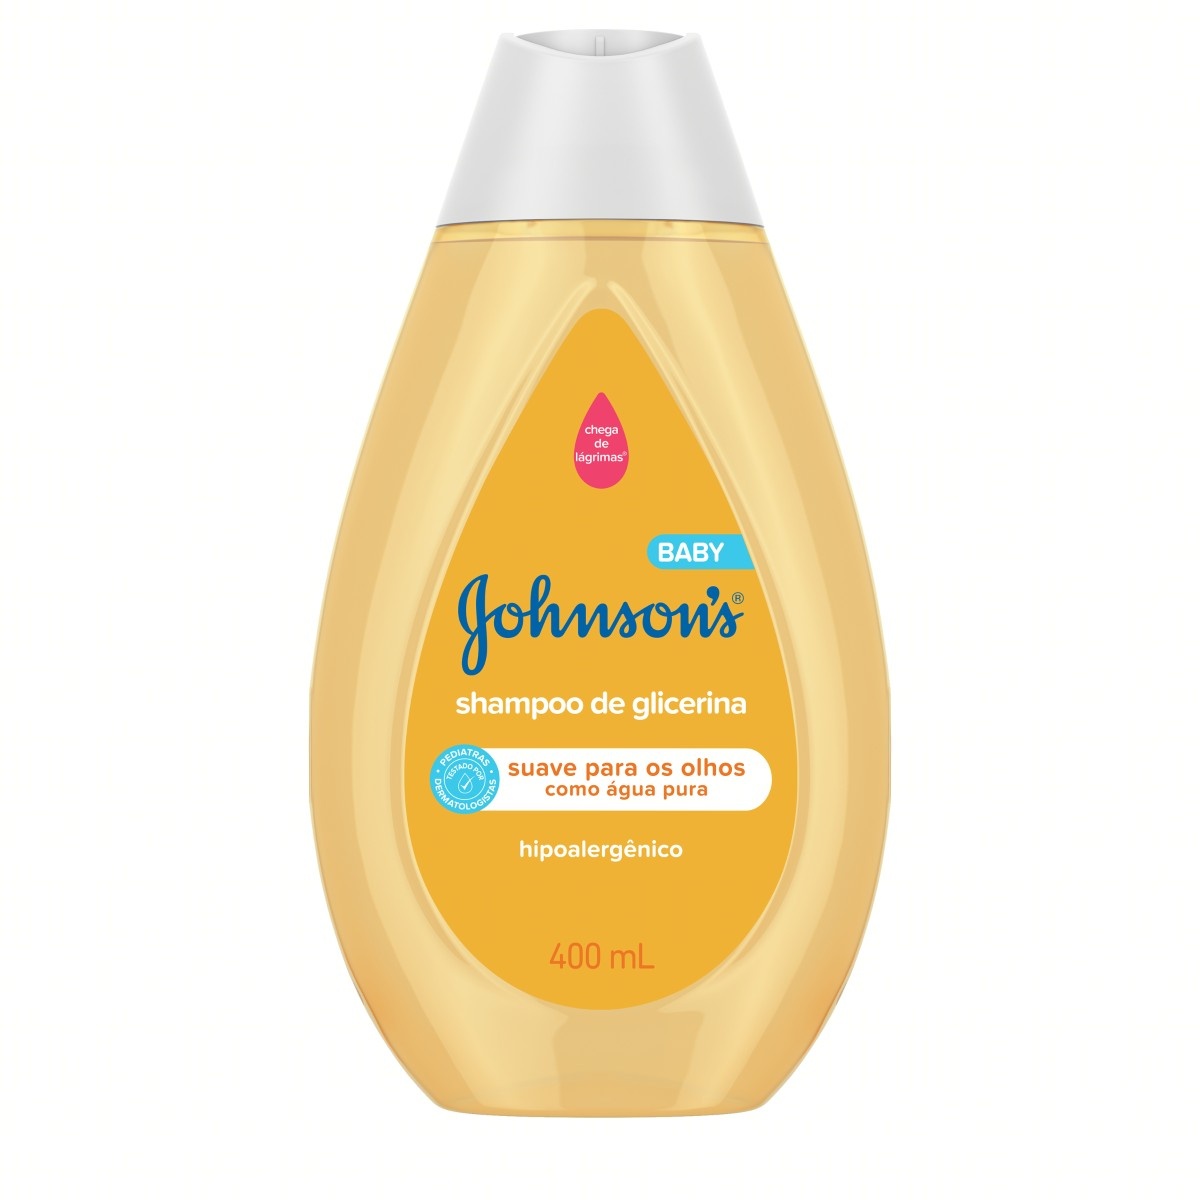 chega
de
lágrimas®
BABY
Johnson's®
shampoo de glicerina
PEDIATRAS
TESTADO POR
DERMATOLOGISTAS
suave para os olhos
como água pura
hipoalergênico
400 mL